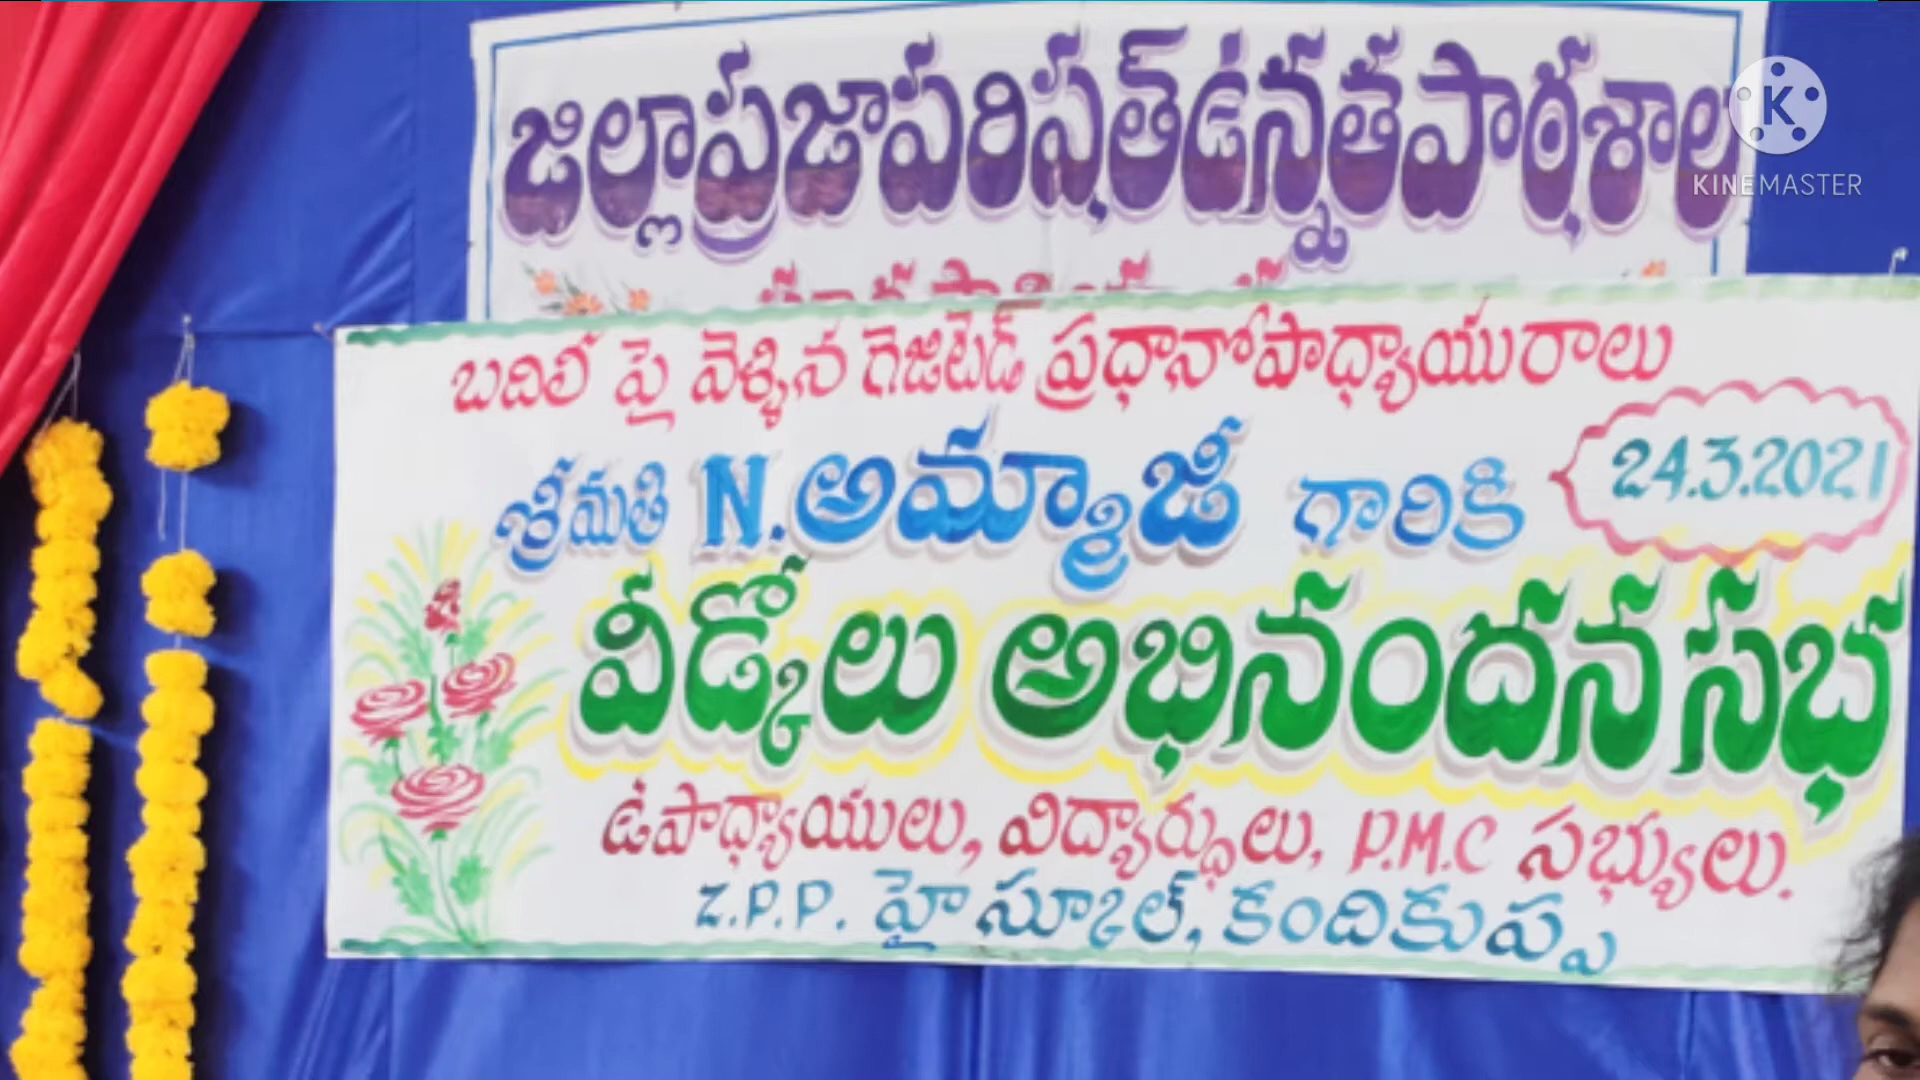 జిల్లాప్రజాపరిషత్ ఉన్నతపాఠశాల
బదిలీ పై వెళ్ళిన గెజిటెడ్ ప్రధానోపాధ్యాయురాలు
శ్రీమతి N.అమ్మాజీ గారికి
24.3.2021
వీడ్కోలు అభినందన సభ
ఉపాధ్యాయులు, విద్యార్ధులు, P.M.C సభ్యులు.
Z.P.P. హై స్కూల్, కందికుప్ప
K
KINEMASTER